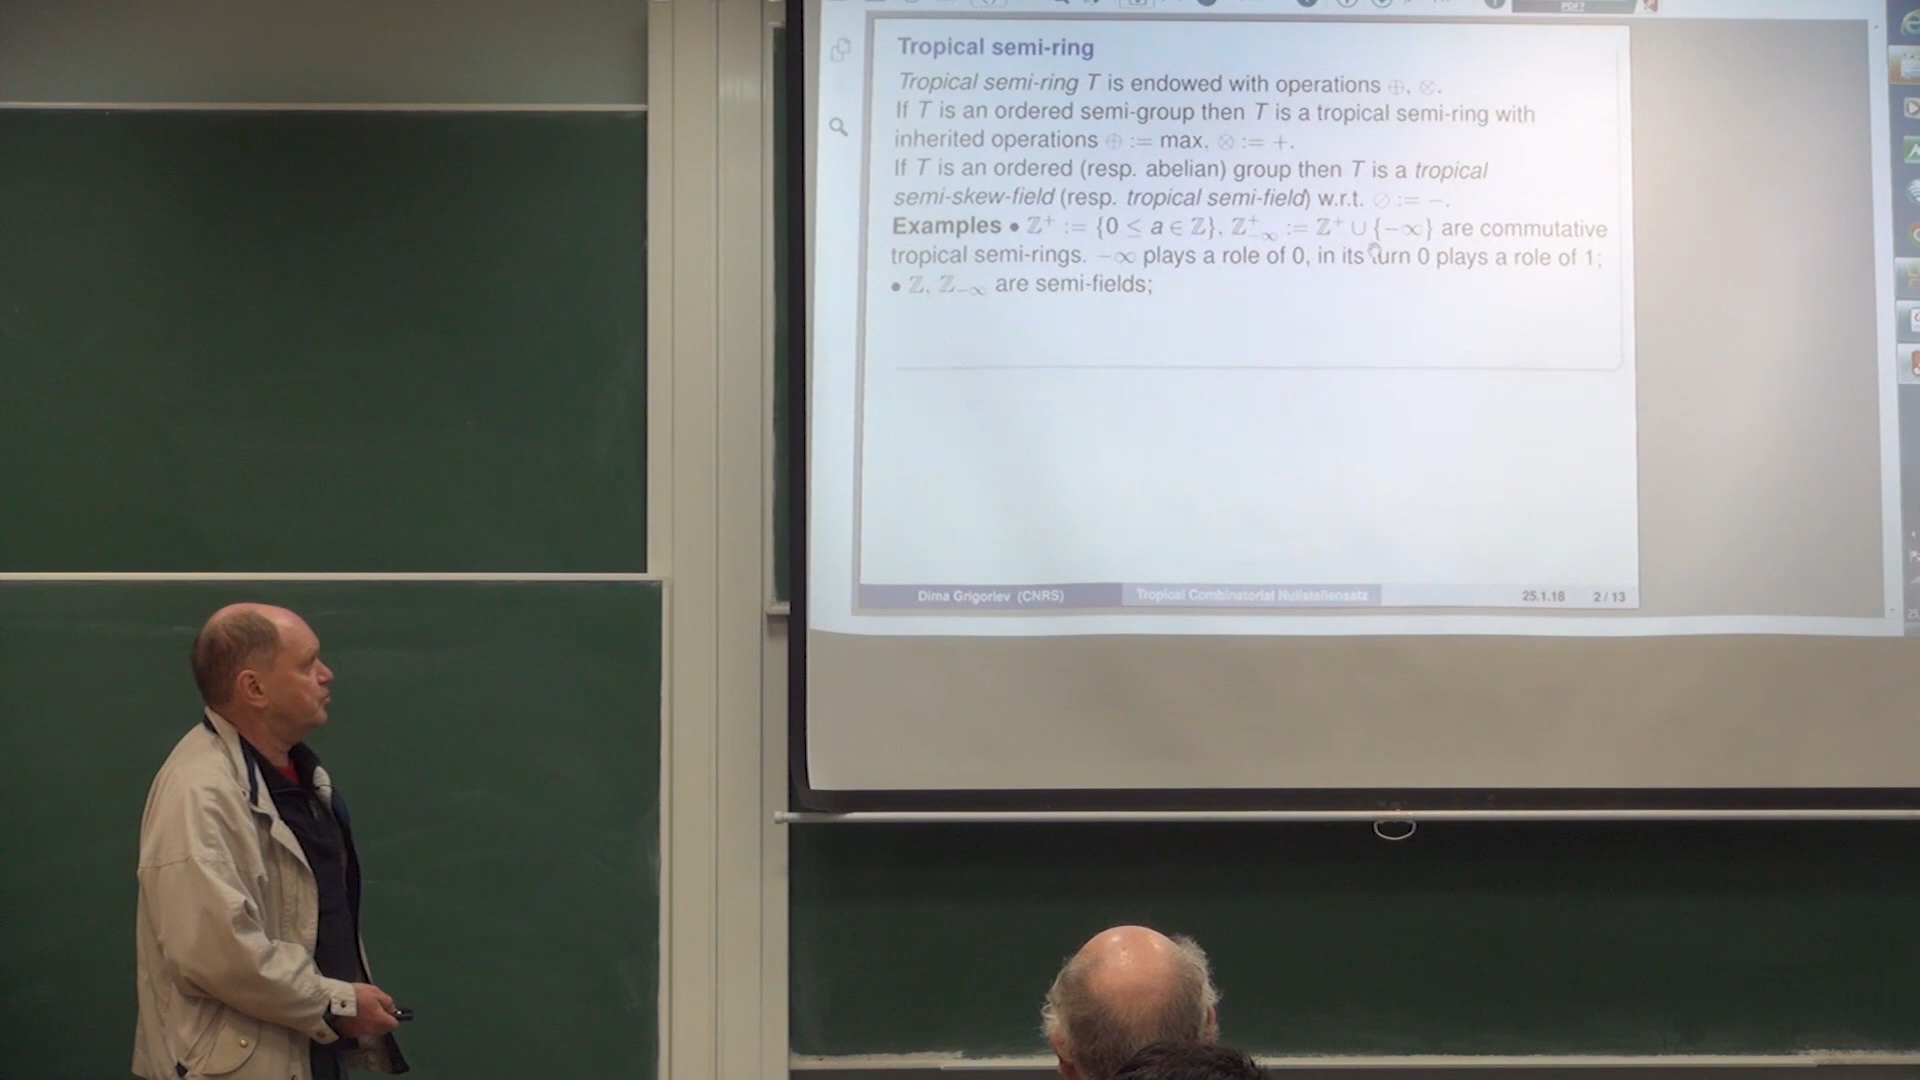 Tropical semi-ring
Tropical semi-ring T is endowed with operations ⊕, ⊗.
If T is an ordered semi-group then T is a tropical semi-ring with
inherited operations ⊕ := max, ⊗ := +.
If T is an ordered (resp. abelian) group then T is a tropical
semi-skew-field (resp. tropical semi-field) w.r.t. ⊘ := −.
Examples • ℤ⁺ := {0 ≤ a ∈ ℤ}, ℤ⁺₋∞ := ℤ⁺ ∪ {−∞} are commutative
tropical semi-rings. −∞ plays a role of 0, in its turn 0 plays a role of 1;
• ℤ, ℤ₋∞ are semi-fields;
Dima Grigoriev (CNRS) Tropical Combinatorial Nullstellensatz 25.1.18 2 / 13